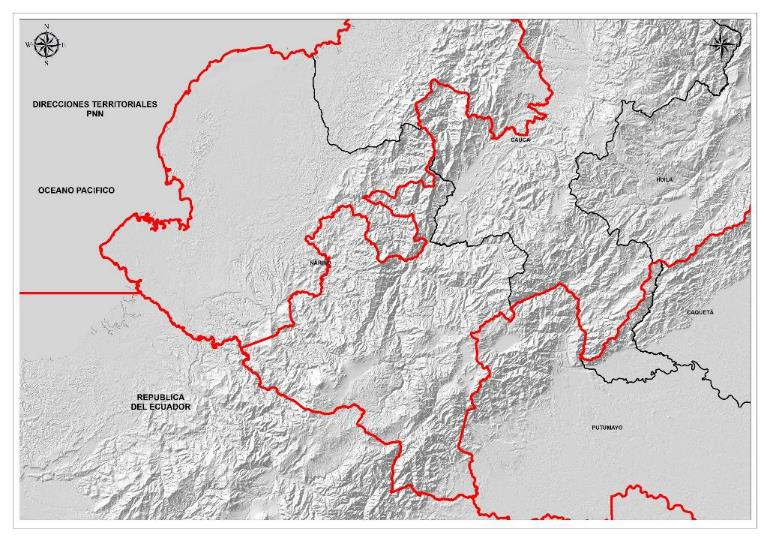 N
W E
S
DIRECCIONES TERRITORIALES
PNN
CAUCA
HUILA
OCEANO PACIFICO
NARIÑO
CAQUETÁ
REPUBLICA
DEL ECUADOR
PUTUMAYO